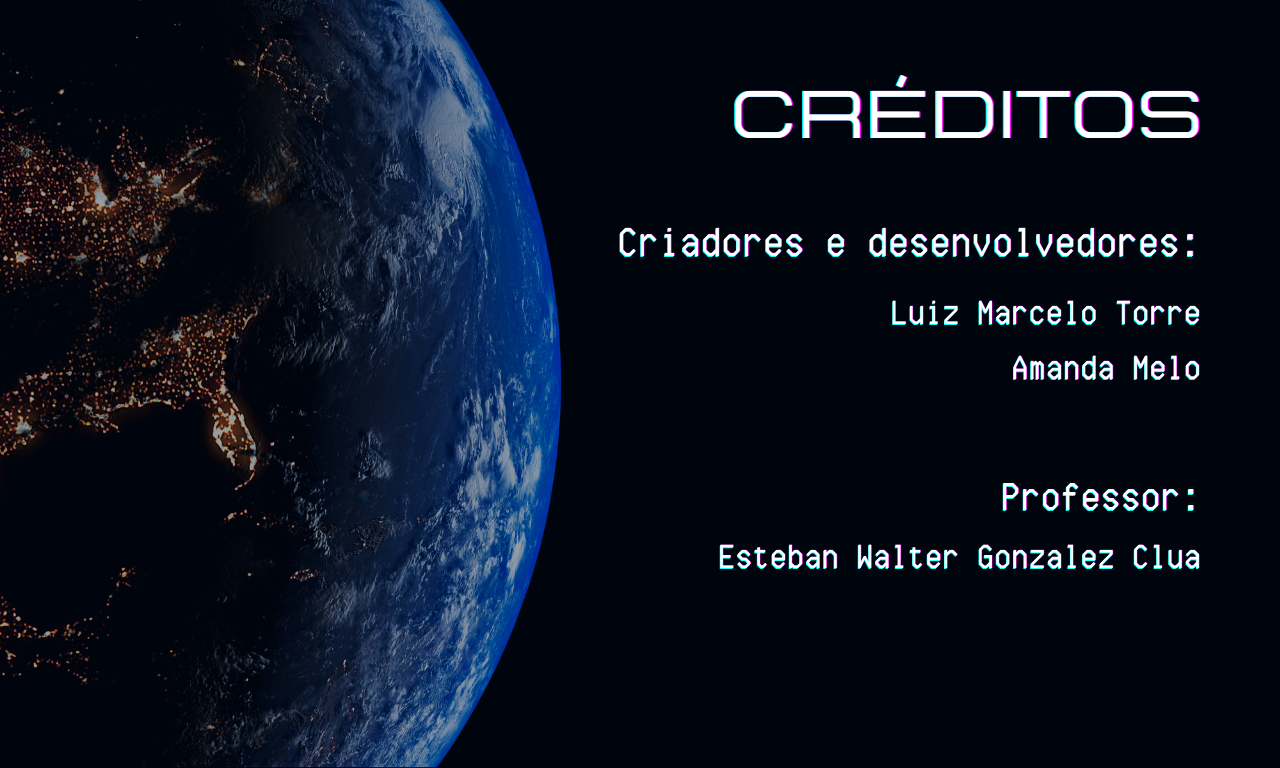 CRÉDITOS
Criadores e desenvolvedores:
Luiz Marcelo Torre
Amanda Melo
Professor:
Esteban Walter Gonzalez Clua